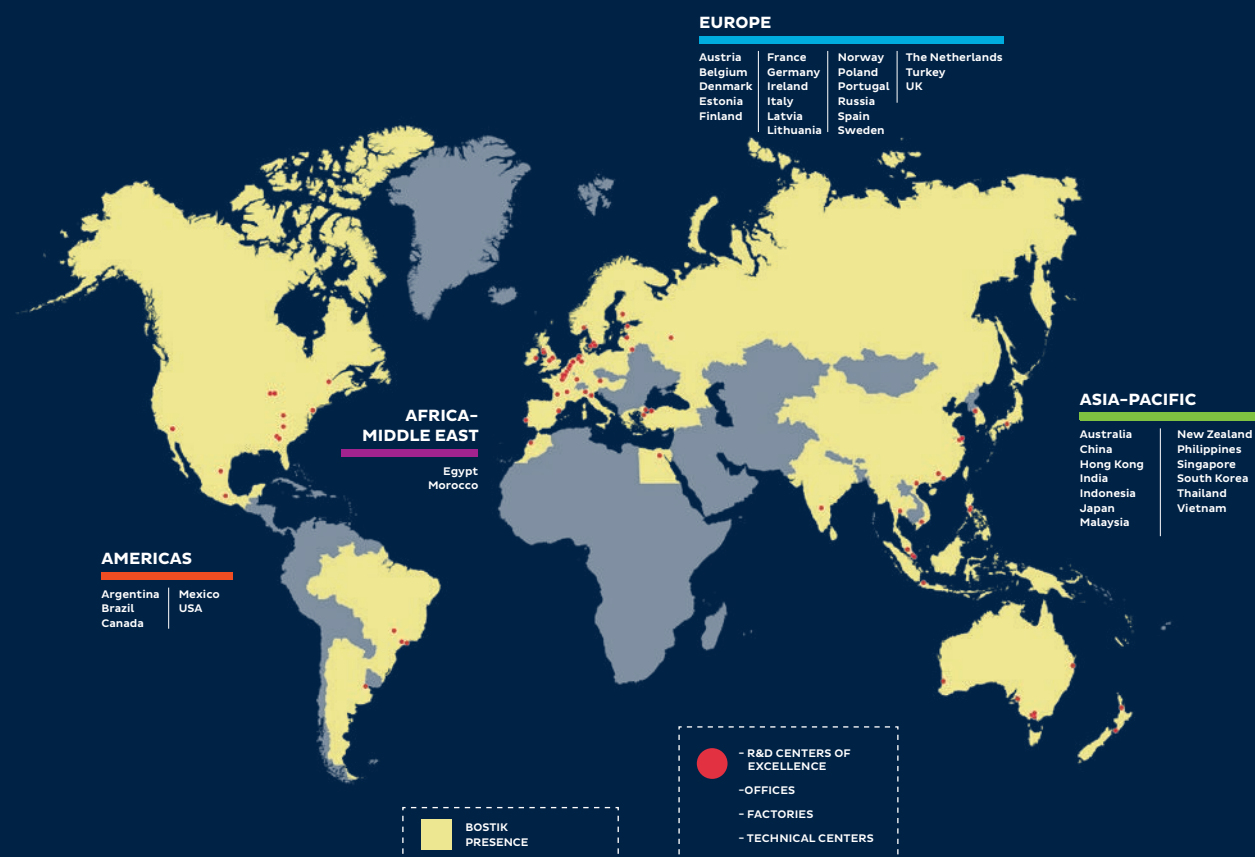 EUROPE
Austria
Belgium
Denmark
Estonia
Finland
France
Germany
Ireland
Italy
Latvia
Lithuania
Norway
Poland
Portugal
Russia
Spain
Sweden
The Netherlands
Turkey
UK
ASIA-PACIFIC
Australia
China
Hong Kong
India
Indonesia
Japan
Malaysia
New Zealand
Philippines
Singapore
South Korea
Thailand
Vietnam
AFRICA-
MIDDLE EAST
Egypt
Morocco
AMERICAS
Argentina
Brazil
Canada
Mexico
USA
- R&D CENTERS OF
EXCELLENCE
-OFFICES
- FACTORIES
- TECHNICAL CENTERS
BOSTIK
PRESENCE